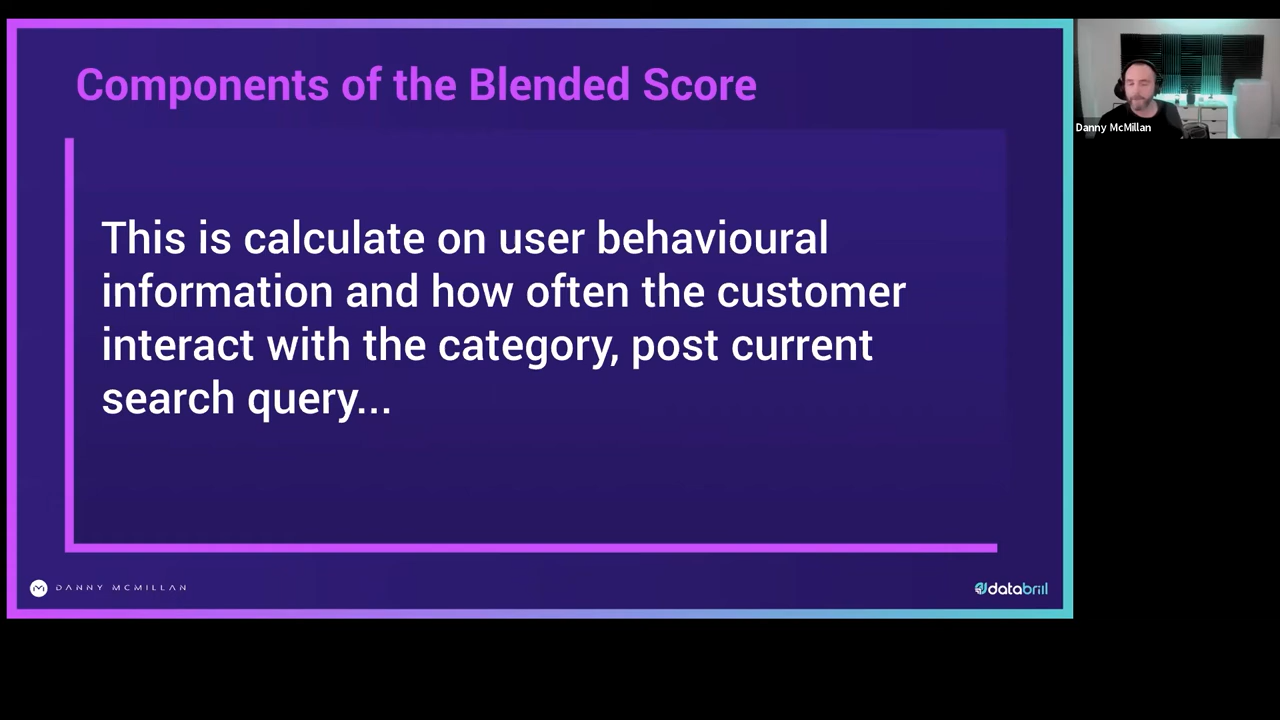 Components of the Blended Score
This is calculate on user behavioural
information and how often the customer
interact with the category, post current
search query...
DANNY MCMILLAN
databrill
Danny McMillan